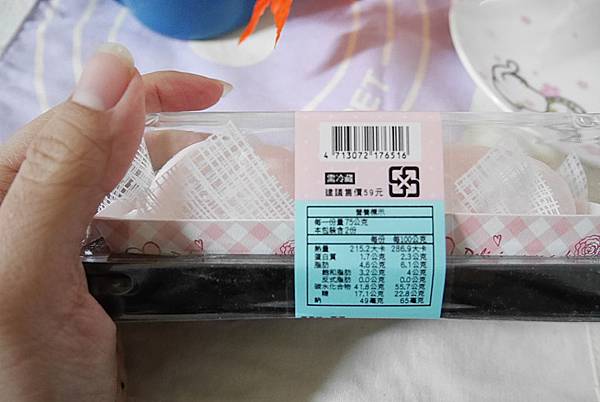 4 713072 176516
需冷藏
建議售價59元
營養標示
每一份量 75公克
本包裝含 2份
每份 每100公克
熱量 215.2大卡 286.9大卡
蛋白質 1.7公克 2.3公克
脂肪 4.6公克 6.1公克
飽和脂肪 3.2公克 4公克
反式脂肪 0.0公克 0.0公克
碳水化合物 41.8公克 55.7公克
糖 17.1公克 22.8公克
鈉 49毫克 65毫克